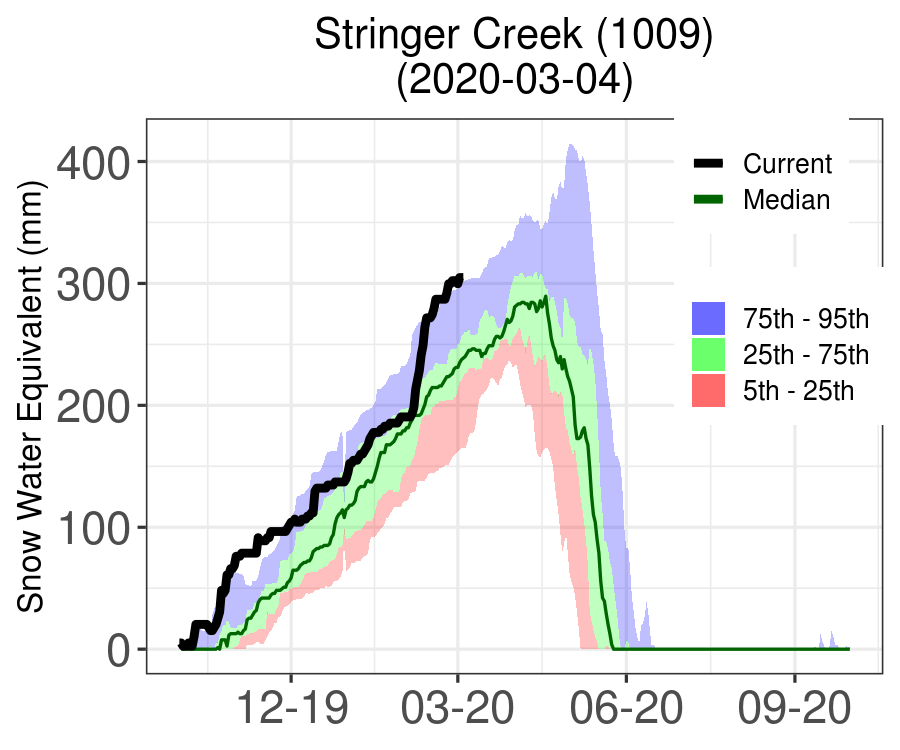 Stringer Creek (1009)
(2020-03-04)
Snow Water Equivalent (mm)
400
300
200
100
0
12-19
03-20
06-20
09-20
Current
Median
75th - 95th
25th - 75th
5th - 25th